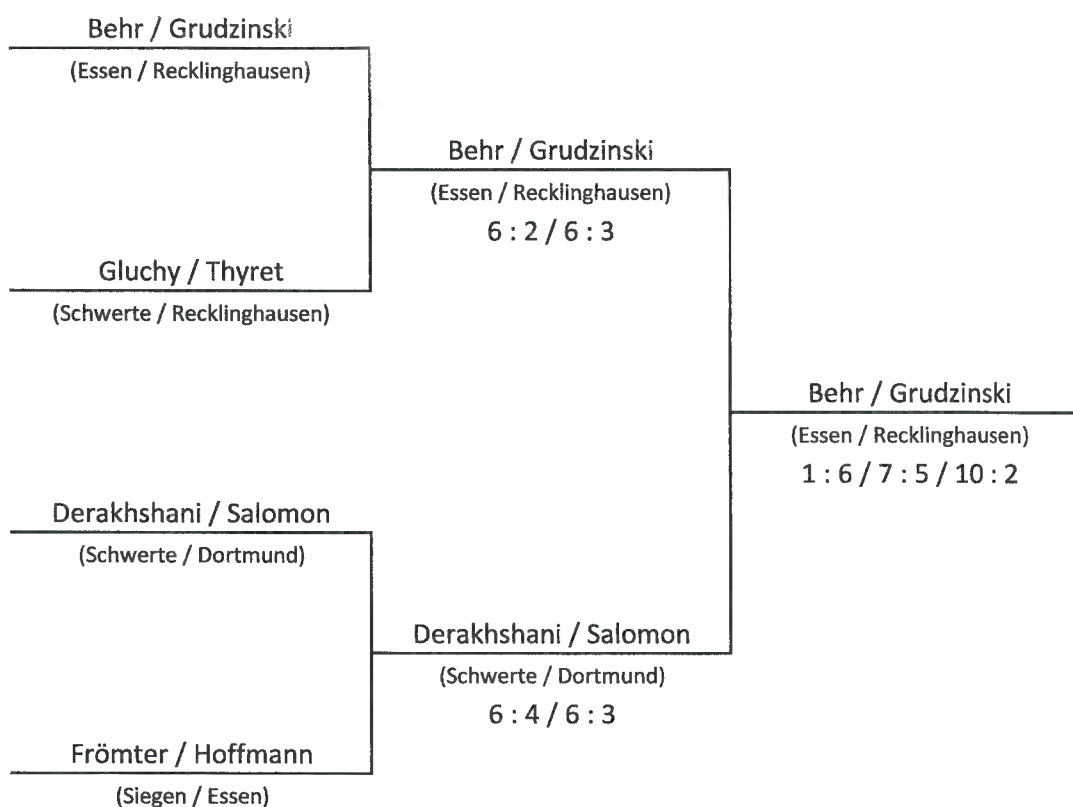 Behr / Grudzinski
(Essen / Recklinghausen)
Behr / Grudzinski
(Essen / Recklinghausen)
6 : 2 / 6 : 3
Gluchy / Thyret
(Schwerte / Recklinghausen)
Behr / Grudzinski
(Essen / Recklinghausen)
1 : 6 / 7 : 5 / 10 : 2
Derakhshani / Salomon
(Schwerte / Dortmund)
Derakhshani / Salomon
(Schwerte / Dortmund)
6 : 4 / 6 : 3
Frömter / Hoffmann
(Siegen / Essen)